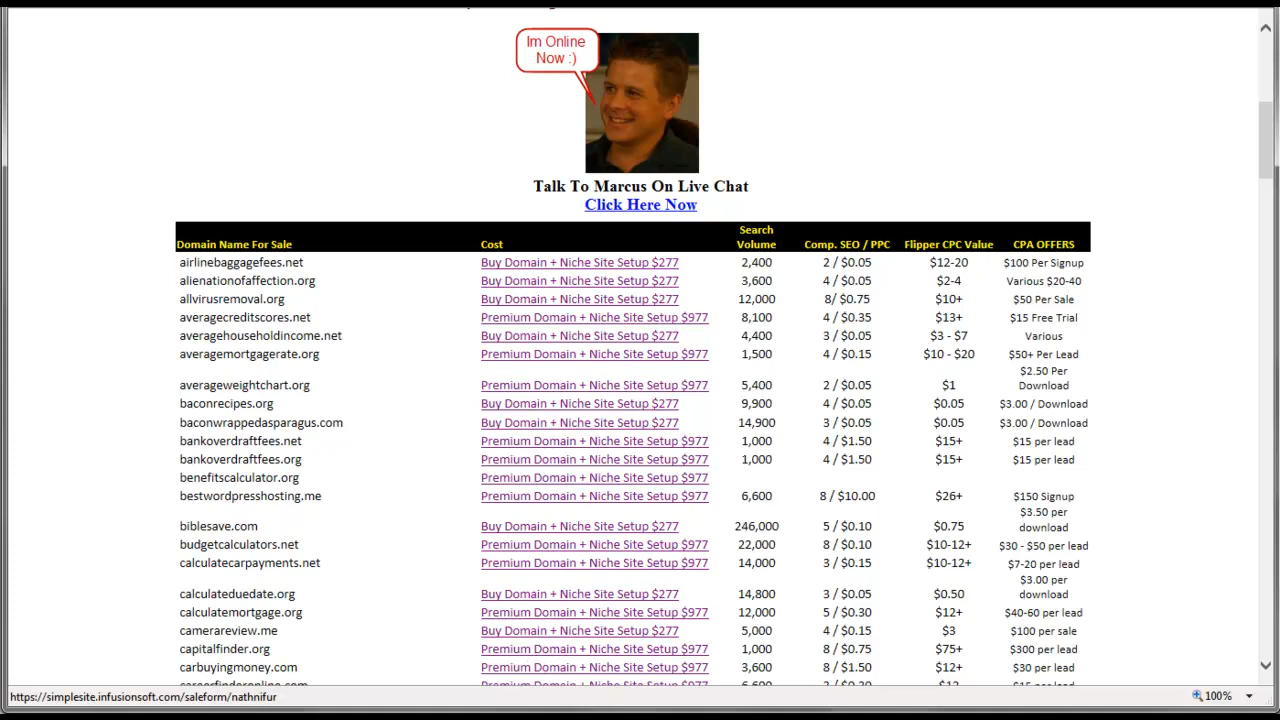 Im Online
Now :)
Talk To Marcus On Live Chat
Click Here Now
Domain Name For Sale Cost Search Volume Comp. SEO / PPC Flipper CPC Value CPA OFFERS
airlinebaggagefees.net Buy Domain + Niche Site Setup $277 2,400 2 / $0.05 $12-20 $100 Per Signup
alienationofaffection.org Buy Domain + Niche Site Setup $277 3,600 4 / $0.05 $2-4 Various $20-40
allvirusremoval.org Buy Domain + Niche Site Setup $277 12,000 8/ $0.75 $10+ $50 Per Sale
averagecreditscores.net Premium Domain + Niche Site Setup $977 8,100 4 / $0.35 $13+ $15 Free Trial
averagehouseholdincome.net Buy Domain + Niche Site Setup $277 4,400 3 / $0.05 $3 - $7 Various
averagemortgagerate.org Premium Domain + Niche Site Setup $977 1,500 4 / $0.15 $10 - $20 $50+ Per Lead
averageweightchart.org Premium Domain + Niche Site Setup $977 5,400 2 / $0.05 $1 $2.50 Per Download
baconrecipes.org Buy Domain + Niche Site Setup $277 9,900 4 / $0.05 $0.05 $3.00 / Download
baconwrappedasparagus.com Buy Domain + Niche Site Setup $277 14,900 3 / $0.05 $0.05 $3.00 / Download
bankoverdraftfees.net Premium Domain + Niche Site Setup $977 1,000 4 / $1.50 $15+ $15 per lead
bankoverdraftfees.org Premium Domain + Niche Site Setup $977 1,000 4 / $1.50 $15+ $15 per lead
benefitscalculator.org Premium Domain + Niche Site Setup $977
bestwordpresshosting.me Premium Domain + Niche Site Setup $977 6,600 8 / $10.00 $26+ $150 Signup
biblesave.com Buy Domain + Niche Site Setup $277 246,000 5 / $0.10 $0.75 $3.50 per download
budgetcalculators.net Premium Domain + Niche Site Setup $977 22,000 8 / $0.10 $10-12+ $30 - $50 per lead
calculatecarpayments.net Premium Domain + Niche Site Setup $977 14,000 3 / $0.15 $10-12+ $7-20 per lead
calculateduedate.org Buy Domain + Niche Site Setup $277 14,800 3 / $0.05 $0.50 $3.00 per download
calculatemortgage.org Premium Domain + Niche Site Setup $977 12,000 5 / $0.30 $12+ $40-60 per lead
camerareview.me Buy Domain + Niche Site Setup $277 5,000 4 / $0.15 $3 $100 per sale
capitalfinder.org Premium Domain + Niche Site Setup $977 1,000 8 / $0.75 $75+ $300 per lead
carbuyingmoney.com Premium Domain + Niche Site Setup $977 3,600 8 / $1.50 $12+ $30 per lead
https://simplesite.infusionsoft.com/saleform/nathnifur 100%